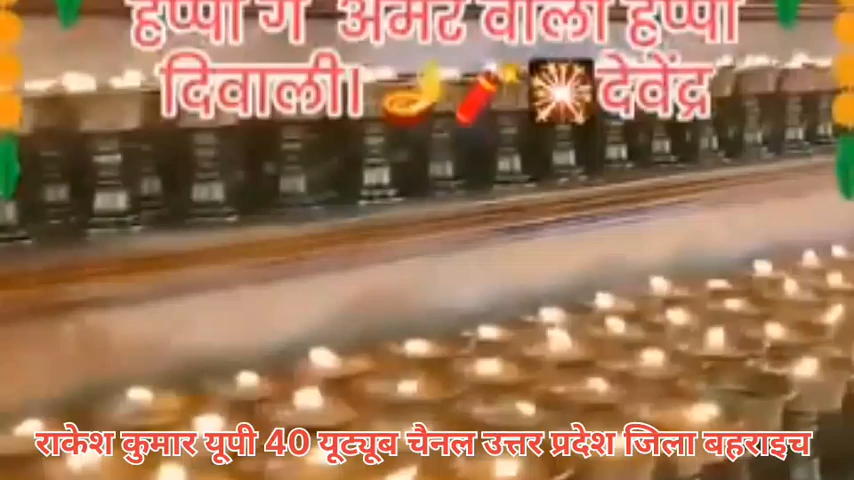 हैप्पी ग अमर वाली हैप्पी
दिवाली। 🪔🧨🎇देवेंद्र
राकेश कुमार यूपी 40 यूट्यूब चैनल उत्तर प्रदेश जिला बहराइच